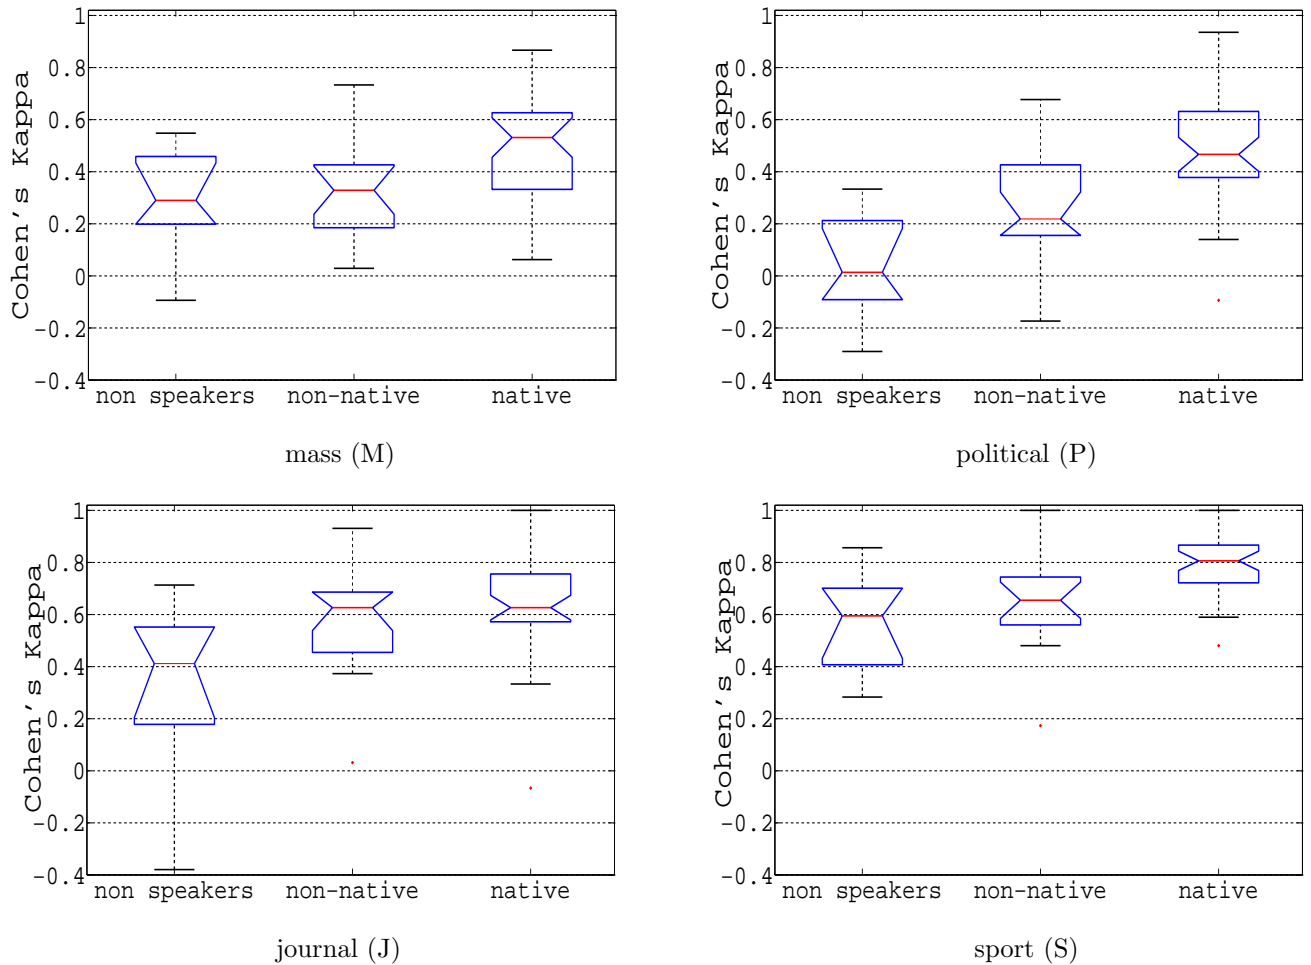 Cohen's Kappa
1
0.8
0.6
0.4
0.2
0
-0.2
-0.4
non speakers non-native native
mass (M)
Cohen's Kappa
1
0.8
0.6
0.4
0.2
0
-0.2
-0.4
non speakers non-native native
political (P)
Cohen's Kappa
1
0.8
0.6
0.4
0.2
0
-0.2
-0.4
non speakers non-native native
journal (J)
Cohen's Kappa
1
0.8
0.6
0.4
0.2
0
-0.2
-0.4
non speakers non-native native
sport (S)